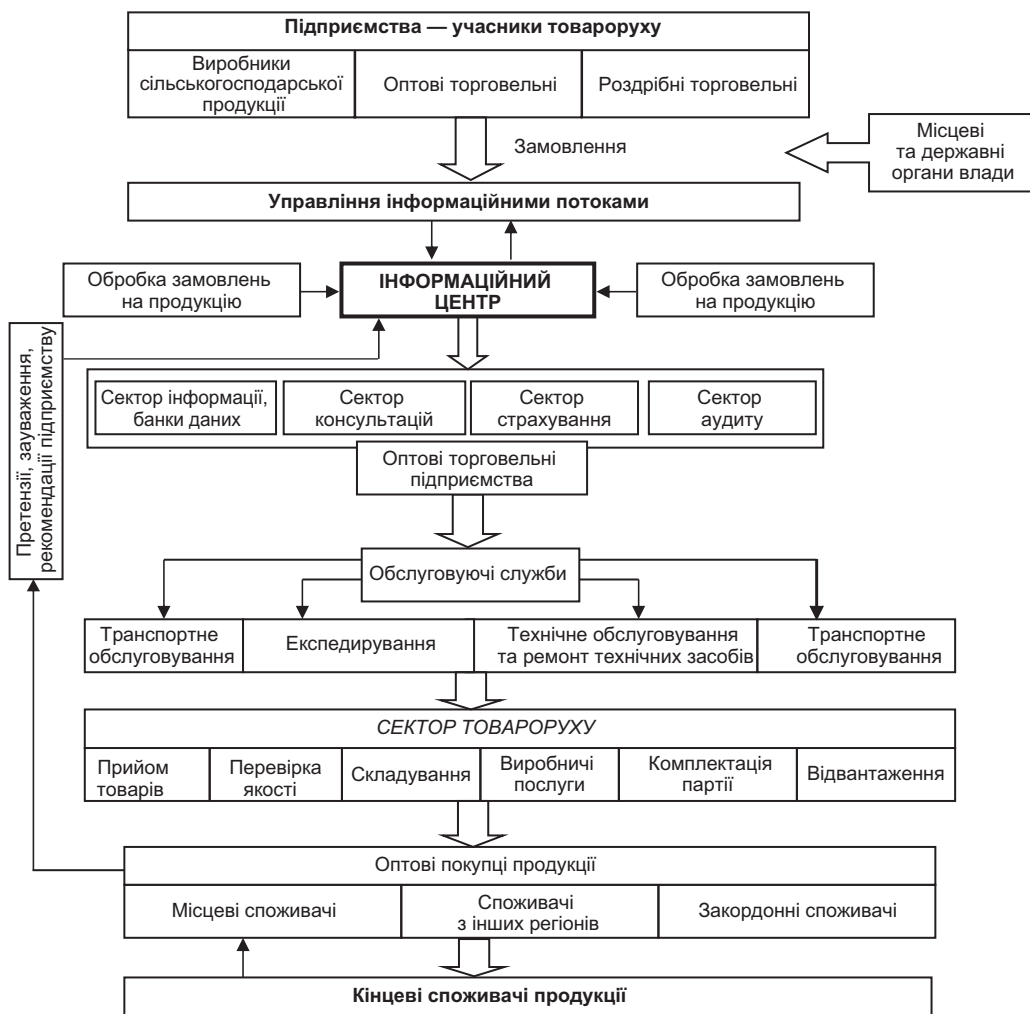 Підприємства — учасники товароруху
Виробники
сільськогосподарської
продукції
Оптові торговельні
Роздрібні торговельні
Замовлення
Місцеві
та державні
органи влади
Управління інформаційними потоками
Обробка замовлень
на продукцію
ІНФОРМАЦІЙНИЙ
ЦЕНТР
Обробка замовлень
на продукцію
Претензії, зауваження,
рекомендації підприємству
Сектор інформації,
банки даних
Сектор
консультацій
Сектор
страхування
Сектор
аудиту
Оптові торговельні
підприємства
Обслуговуючі служби
Транспортне
обслуговування
Експедирування
Технічне обслуговування
та ремонт технічних засобів
Транспортне
обслуговування
СЕКТОР ТОВАРОРУХУ
Прийом
товарів
Перевірка
якості
Складування
Виробничі
послуги
Комплектація
партії
Відвантаження
Оптові покупці продукції
Місцеві споживачі
Споживачі
з інших регіонів
Закордонні споживачі
Кінцеві споживачі продукції